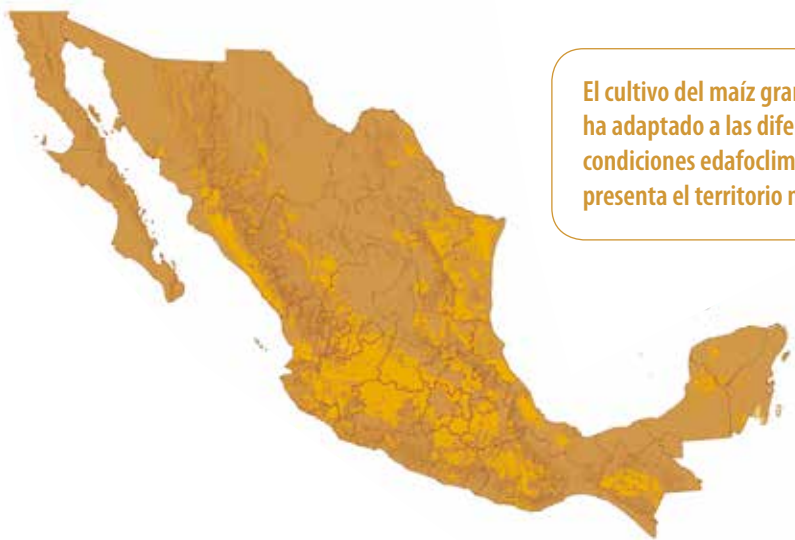 El cultivo del maíz gran
ha adaptado a las dife
condiciones edafoclim
presenta el territorio